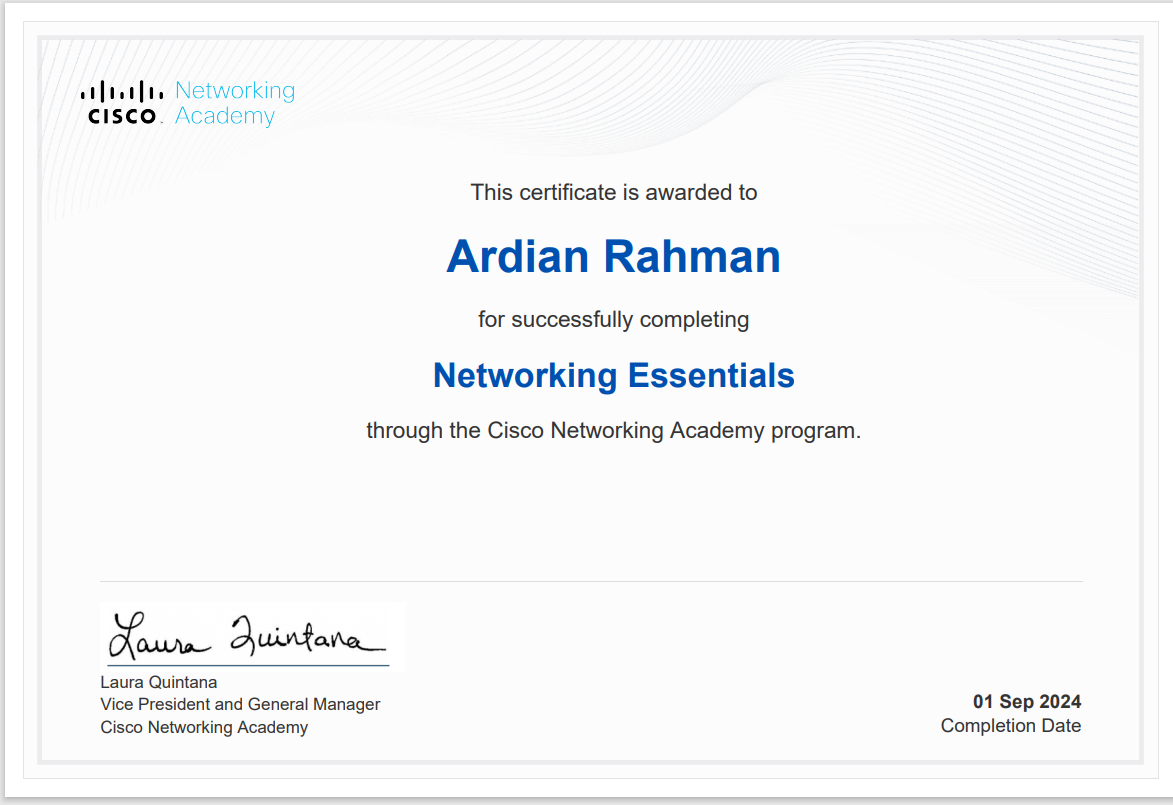 Networking
CISCO Academy
This certificate is awarded to
Ardian Rahman
for successfully completing
Networking Essentials
through the Cisco Networking Academy program.
Laura Quintana
Laura Quintana
Vice President and General Manager
Cisco Networking Academy
01 Sep 2024
Completion Date